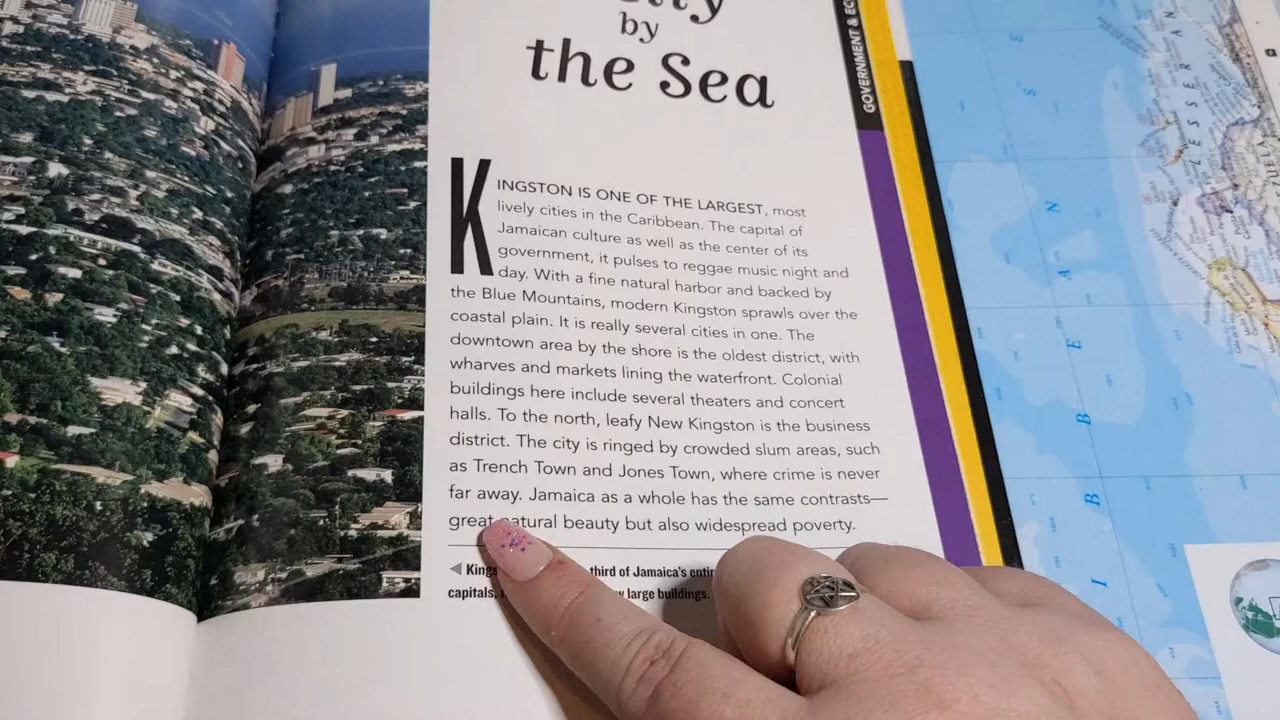 by
the Sea
GOVERNMENT &
KINGSTON IS ONE OF THE LARGEST, most
lively cities in the Caribbean. The capital of
Jamaican culture as well as the center of its
government, it pulses to reggae music night and
day. With a fine natural harbor and backed by
the Blue Mountains, modern Kingston sprawls over the
coastal plain. It is really several cities in one. The
downtown area by the shore is the oldest district, with
wharves and markets lining the waterfront. Colonial
buildings here include several theaters and concert
halls. To the north, leafy New Kingston is the business
district. The city is ringed by crowded slum areas, such
as Trench Town and Jones Town, where crime is never
far away. Jamaica as a whole has the same contrasts—
great natural beauty but also widespread poverty.
third of Jamaica's
capitals, large buildings.
LESSER